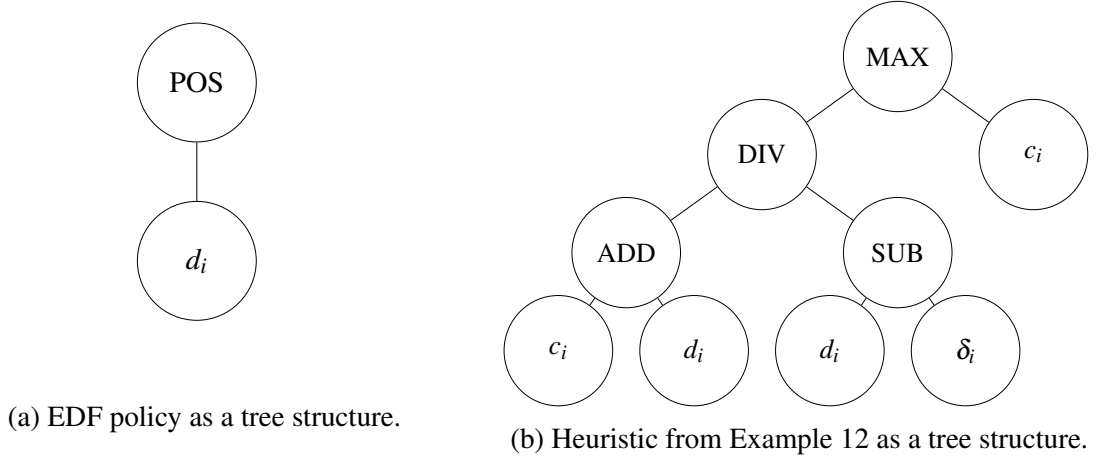 POS
d_i
(a) EDF policy as a tree structure.
MAX
DIV
c_i
ADD
SUB
c_i
d_i
d_i
δ_i
(b) Heuristic from Example 12 as a tree structure.